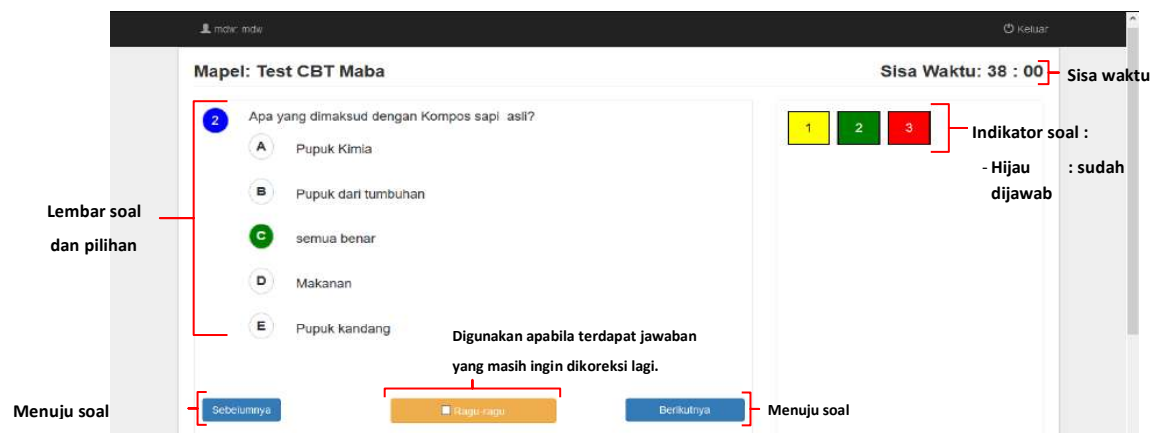 mdw: mdw
Keluar
Mapel: Test CBT Maba
Sisa Waktu: 38 : 00
Sisa waktu
2
Apa yang dimaksud dengan Kompos sapi asli?
A Pupuk Kimia
B Pupuk dari tumbuhan
C semua benar
D Makanan
E Pupuk kandang
1 2 3
Indikator soal :
- Hijau : sudah
dijawab
Lembar soal
dan pilihan
Digunakan apabila terdapat jawaban
yang masih ingin dikoreksi lagi.
Menuju soal
Sebelumnya
Ragu-ragu
Berikutnya
Menuju soal